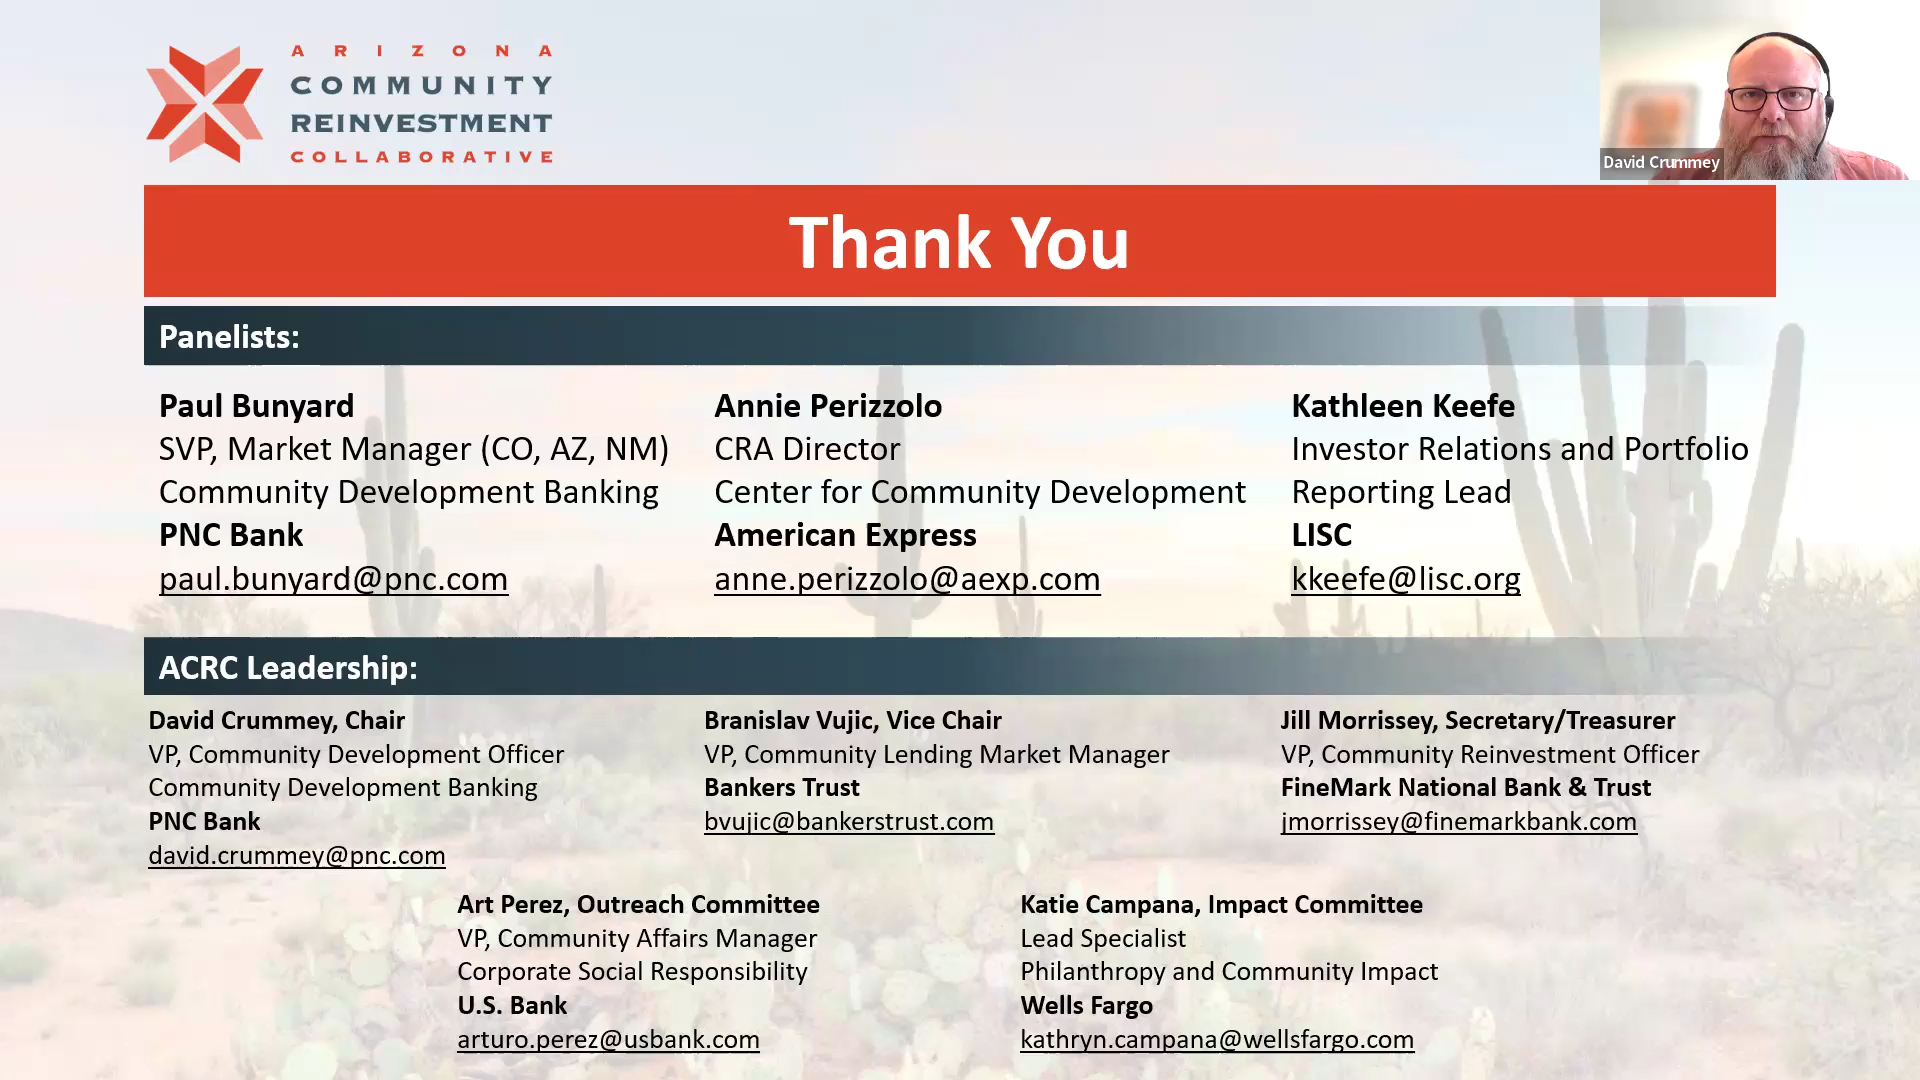 ARIZONA
COMMUNITY
REINVESTMENT
COLLABORATIVE
David Crummey
Thank You
Panelists:
Paul Bunyard
SVP, Market Manager (CO, AZ, NM)
Community Development Banking
PNC Bank
paul.bunyard@pnc.com
Annie Perizzolo
CRA Director
Center for Community Development
American Express
anne.perizzolo@aexp.com
Kathleen Keefe
Investor Relations and Portfolio
Reporting Lead
LISC
kkeefe@lisc.org
ACRC Leadership:
David Crummey, Chair
VP, Community Development Officer
Community Development Banking
PNC Bank
david.crummey@pnc.com
Branislav Vujic, Vice Chair
VP, Community Lending Market Manager
Bankers Trust
bvujic@bankerstrust.com
Jill Morrissey, Secretary/Treasurer
VP, Community Reinvestment Officer
FineMark National Bank & Trust
jmorrissey@finemarkbank.com
Art Perez, Outreach Committee
VP, Community Affairs Manager
Corporate Social Responsibility
U.S. Bank
arturo.perez@usbank.com
Katie Campana, Impact Committee
Lead Specialist
Philanthropy and Community Impact
Wells Fargo
kathryn.campana@wellsfargo.com